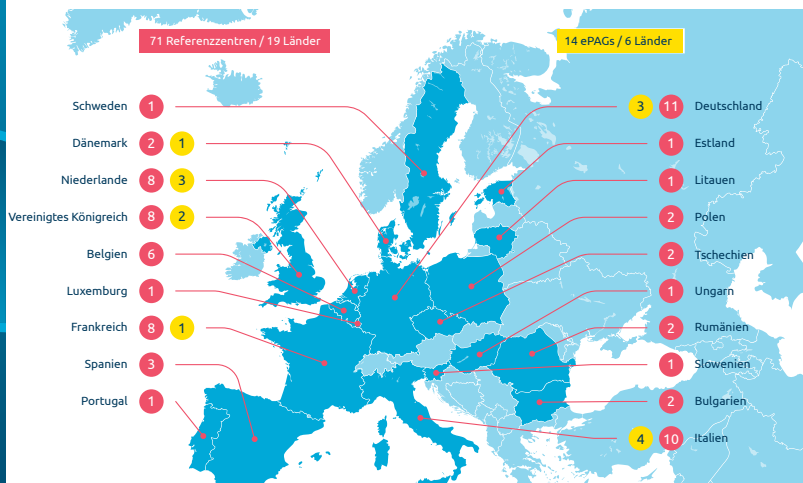 71 Referenzzentren / 19 Länder
14 ePAGs / 6 Länder
Schweden 1
Dänemark 2 1
Niederlande 8 3
Vereinigtes Königreich 8 2
Belgien 6
Luxemburg 1
Frankreich 8 1
Spanien 3
Portugal 1
3 11 Deutschland
1 Estland
1 Litauen
2 Polen
2 Tschechien
1 Ungarn
2 Rumänien
1 Slowenien
2 Bulgarien
4 10 Italien